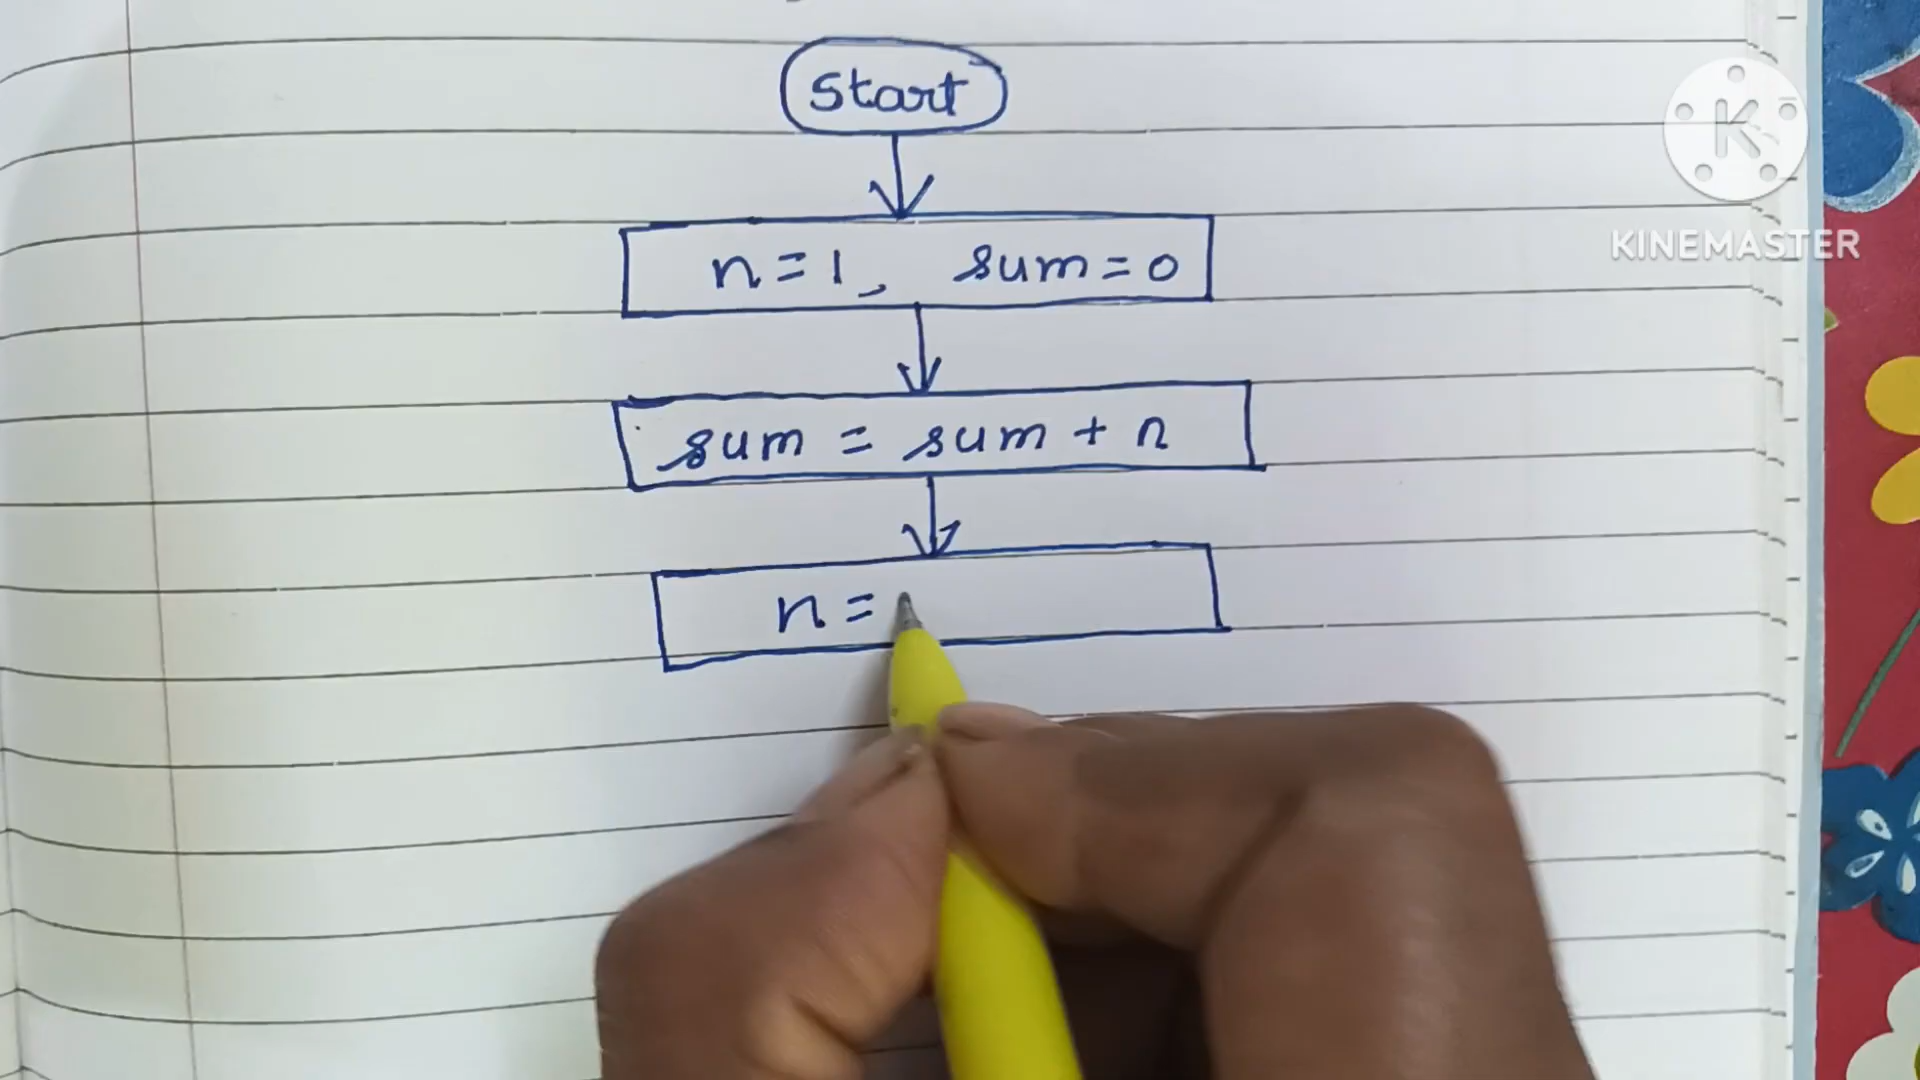 Start
n=1, sum=0
sum = sum + n
n=
K
KINEMASTER